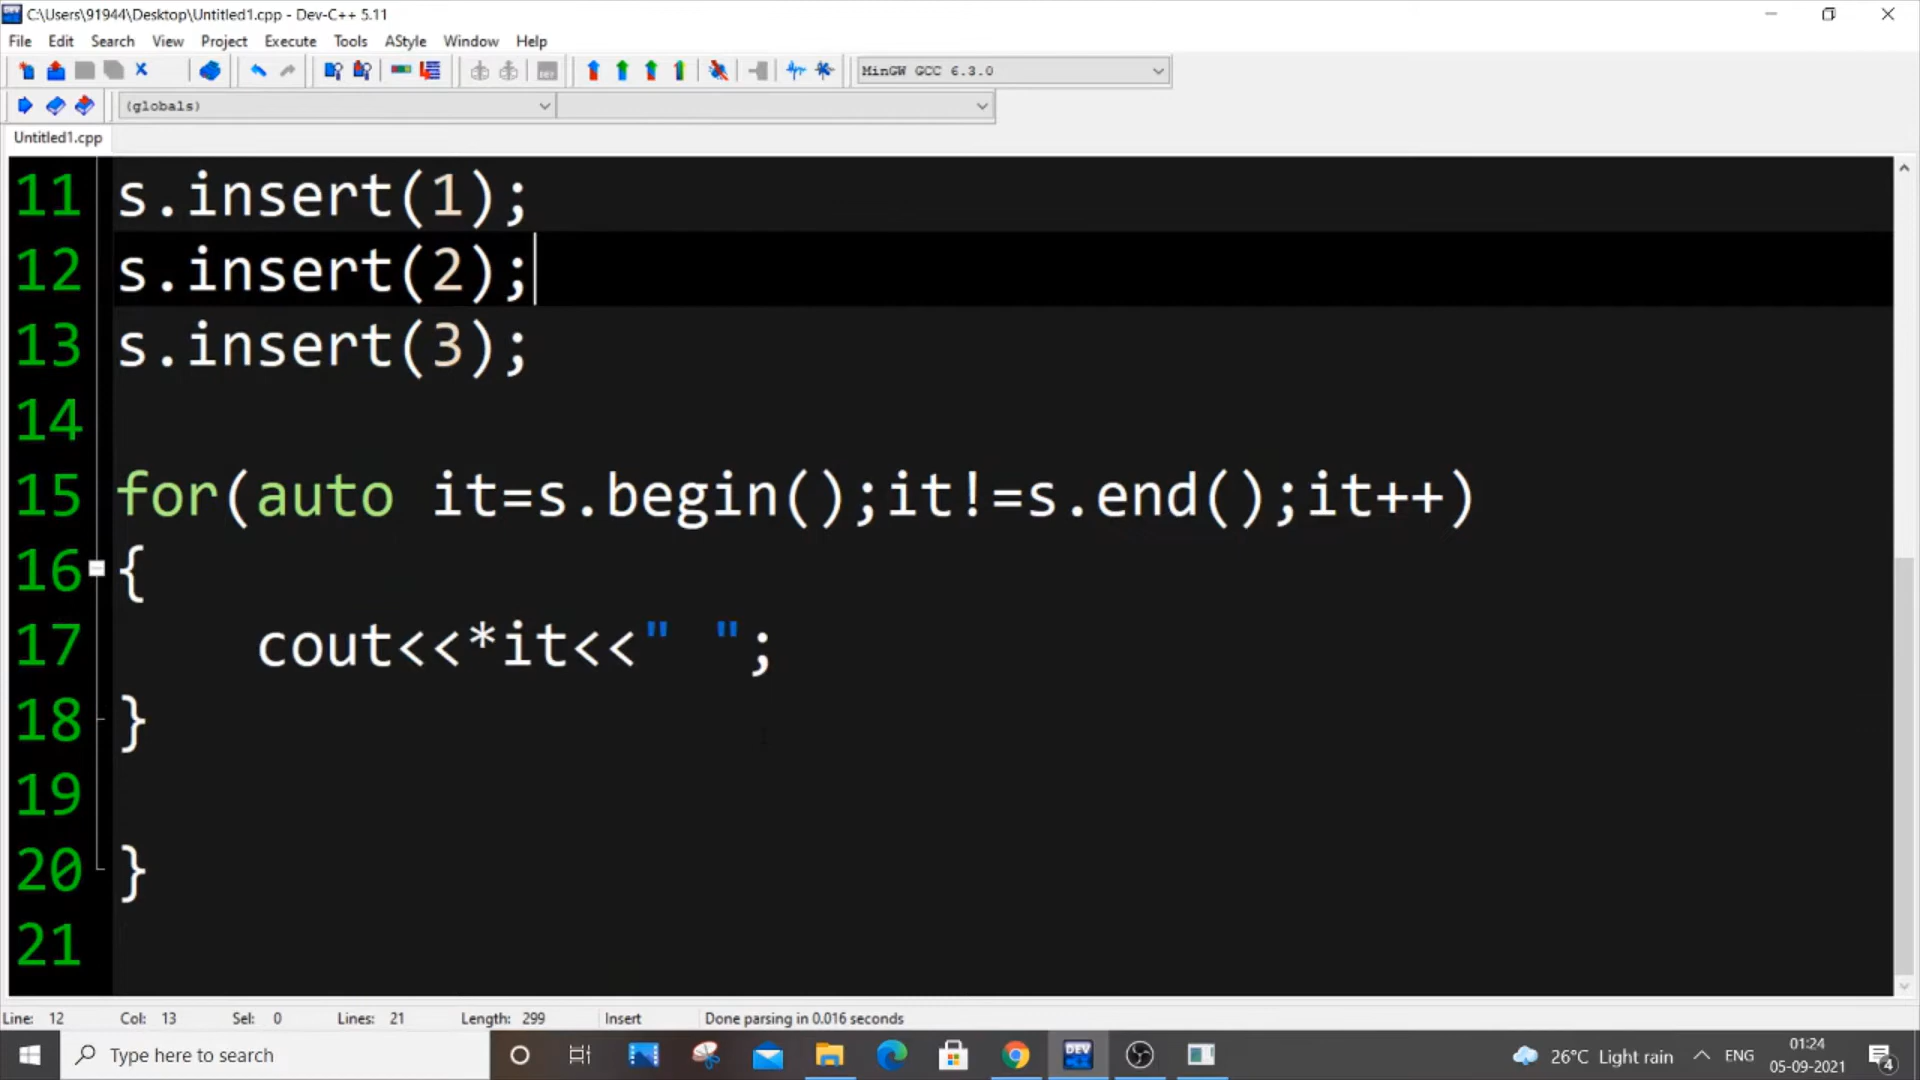 C:\Users\91944\Desktop\Untitled1.cpp - Dev-C++ 5.11
File Edit Search View Project Execute Tools AStyle Window Help
MinGW GCC 6.3.0
(globals)
Untitled1.cpp
11 s.insert(1);
12 s.insert(2);
13 s.insert(3);
14
15 for(auto it=s.begin();it!=s.end();it++)
16 {
17 cout<<*it<<" ";
18 }
19
20 }
21
Line: 12 Col: 13 Sel: 0 Lines: 21 Length: 299 Insert Done parsing in 0.016 seconds
Type here to search
DEV
26°C Light rain
ENG
01:24
05-09-2021
4